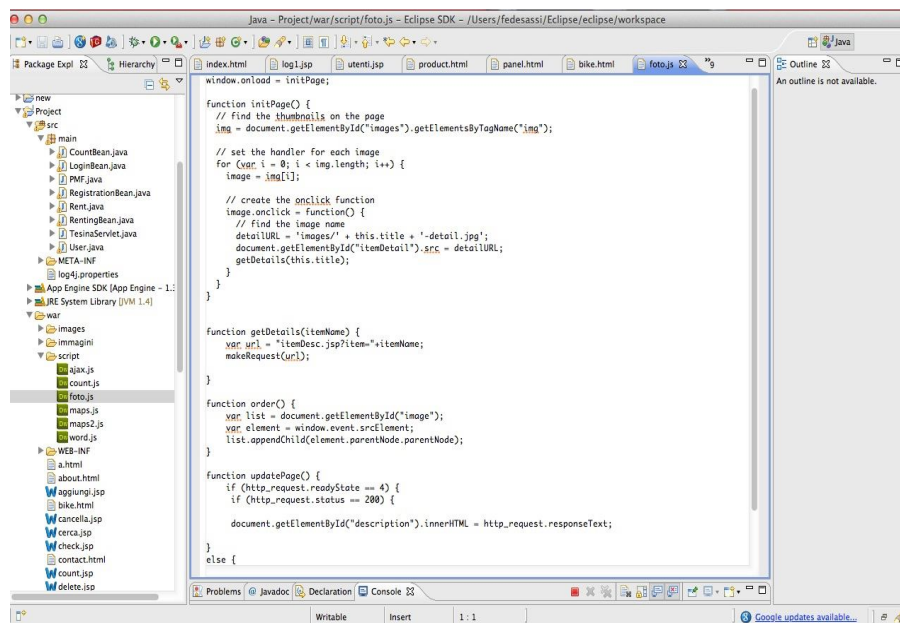 Java – Project/war/script/foto.js – Eclipse SDK – /Users/fedesassi/Eclipse/eclipse/workspace
Java
Package Expl
Hierarchy
index.html
log1.jsp
utenti.jsp
product.html
panel.html
bike.html
foto.js
"9
Outline
An outline is not available.
new
Project
src
main
CountBean.java
LoginBean.java
PMF.java
RegistrationBean.java
Rent.java
RentingBean.java
TesinaServlet.java
User.java
META-INF
log4j.properties
App Engine SDK [App Engine – 1.
JRE System Library [JVM 1.4]
war
images
immagini
script
ajax.js
count.js
foto.js
maps.js
maps2.js
word.js
WEB-INF
a.html
about.html
aggiungi.jsp
bike.html
cancella.jsp
cerca.jsp
check.jsp
contact.html
count.jsp
delete.jsp
window.onload = initPage;
function initPage() {
// find the thumbnails on the page
img = document.getElementById("images").getElementsByTagName("img");
// set the handler for each image
for (var i = 0; i < img.length; i++) {
image = img[i];
// create the onclick function
image.onclick = function() {
// find the image name
detailURL = 'images/' + this.title + '-detail.jpg';
document.getElementById("itemDetail").src = detailURL;
getDetails(this.title);
}
}
}
function getDetails(itemName) {
var url = "itemDesc.jsp?item="+itemName;
makeRequest(url);
}
function order() {
var list = document.getElementById("image");
var element = window.event.srcElement;
list.appendChild(element.parentNode.parentNode);
}
function updatePage() {
if (http_request.readyState == 4) {
if (http_request.status == 200) {
document.getElementById("description").innerHTML = http_request.responseText;
}
else {
Problems
Javadoc
Declaration
Console
Writable
Insert
1 : 1
Google updates available...